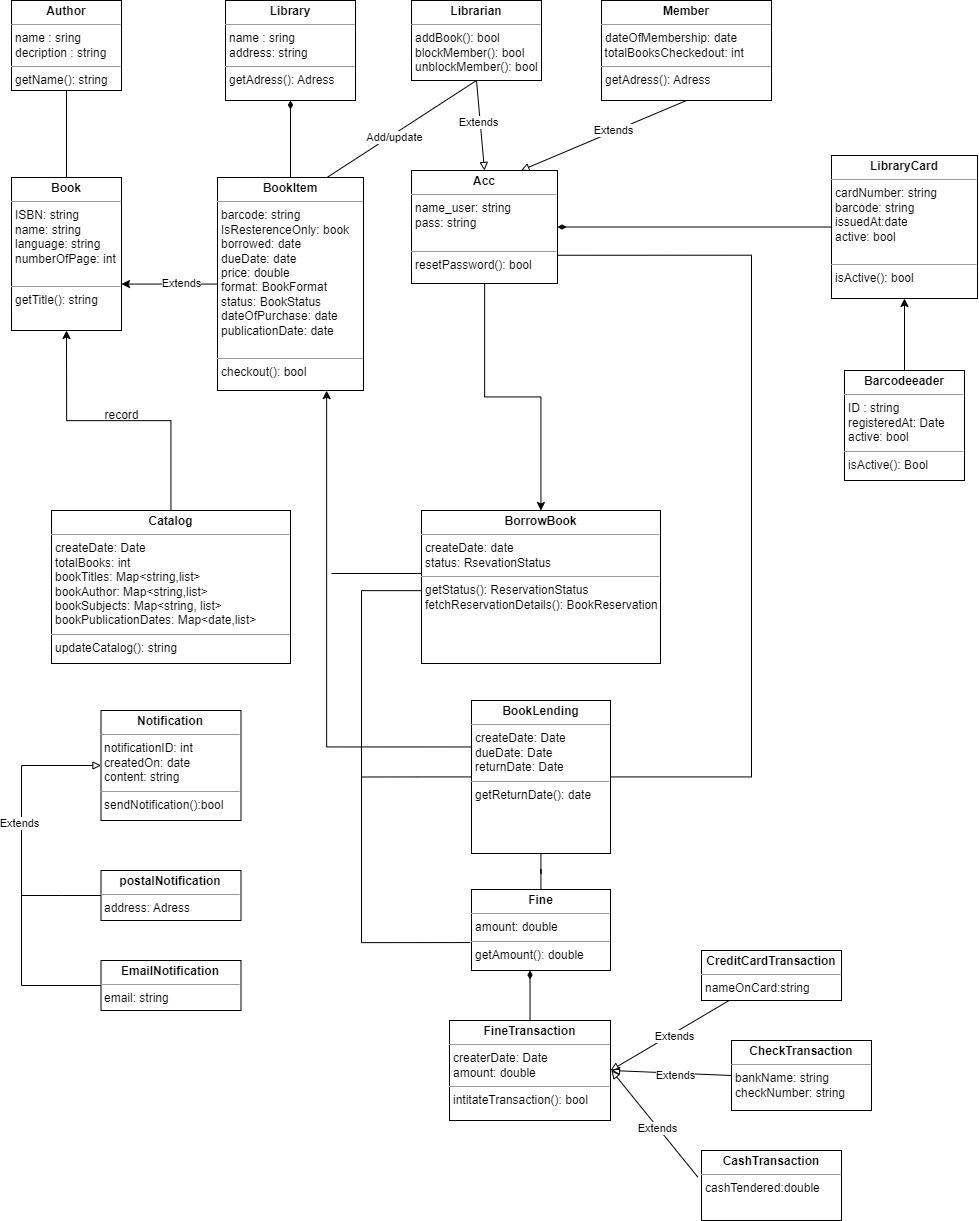 Author
name : sring
decription : string
getName(): string
Library
name : sring
address: string
getAdress(): Adress
Librarian
addBook(): bool
blockMember(): bool
unblockMember(): bool
Member
dateOfMembership: date
totalBooksCheckedout: int
getAdress(): Adress
Add/update
Extends
Extends
Book
ISBN: string
name: string
language: string
numberOfPage: int
getTitle(): string
Extends
BookItem
barcode: string
IsResterenceOnly: book
borrowed: date
dueDate: date
price: double
format: BookFormat
status: BookStatus
dateOfPurchase: date
publicationDate: date
checkout(): bool
Acc
name_user: string
pass: string
resetPassword(): bool
LibraryCard
cardNumber: string
barcode: string
issuedAt:date
active: bool
isActive(): bool
Barcodeeader
ID : string
registeredAt: Date
active: bool
isActive(): Bool
record
Catalog
createDate: Date
totalBooks: int
bookTitles: Map<string,list>
bookAuthor: Map<string,list>
bookSubjects: Map<string, list>
bookPublicationDates: Map<date,list>
updateCatalog(): string
BorrowBook
createDate: date
status: RsevationStatus
getStatus(): ReservationStatus
fetchReservationDetails(): BookReservation
Notification
notificationID: int
createdOn: date
content: string
sendNotification():bool
Extends
postalNotification
address: Adress
EmailNotification
email: string
BookLending
createDate: Date
dueDate: Date
returnDate: Date
getReturnDate(): date
Fine
amount: double
getAmount(): double
FineTransaction
createrDate: Date
amount: double
intitateTransaction(): bool
CreditCardTransaction
nameOnCard:string
Extends
CheckTransaction
bankName: string
checkNumber: string
Extends
Extends
CashTransaction
cashTendered:double